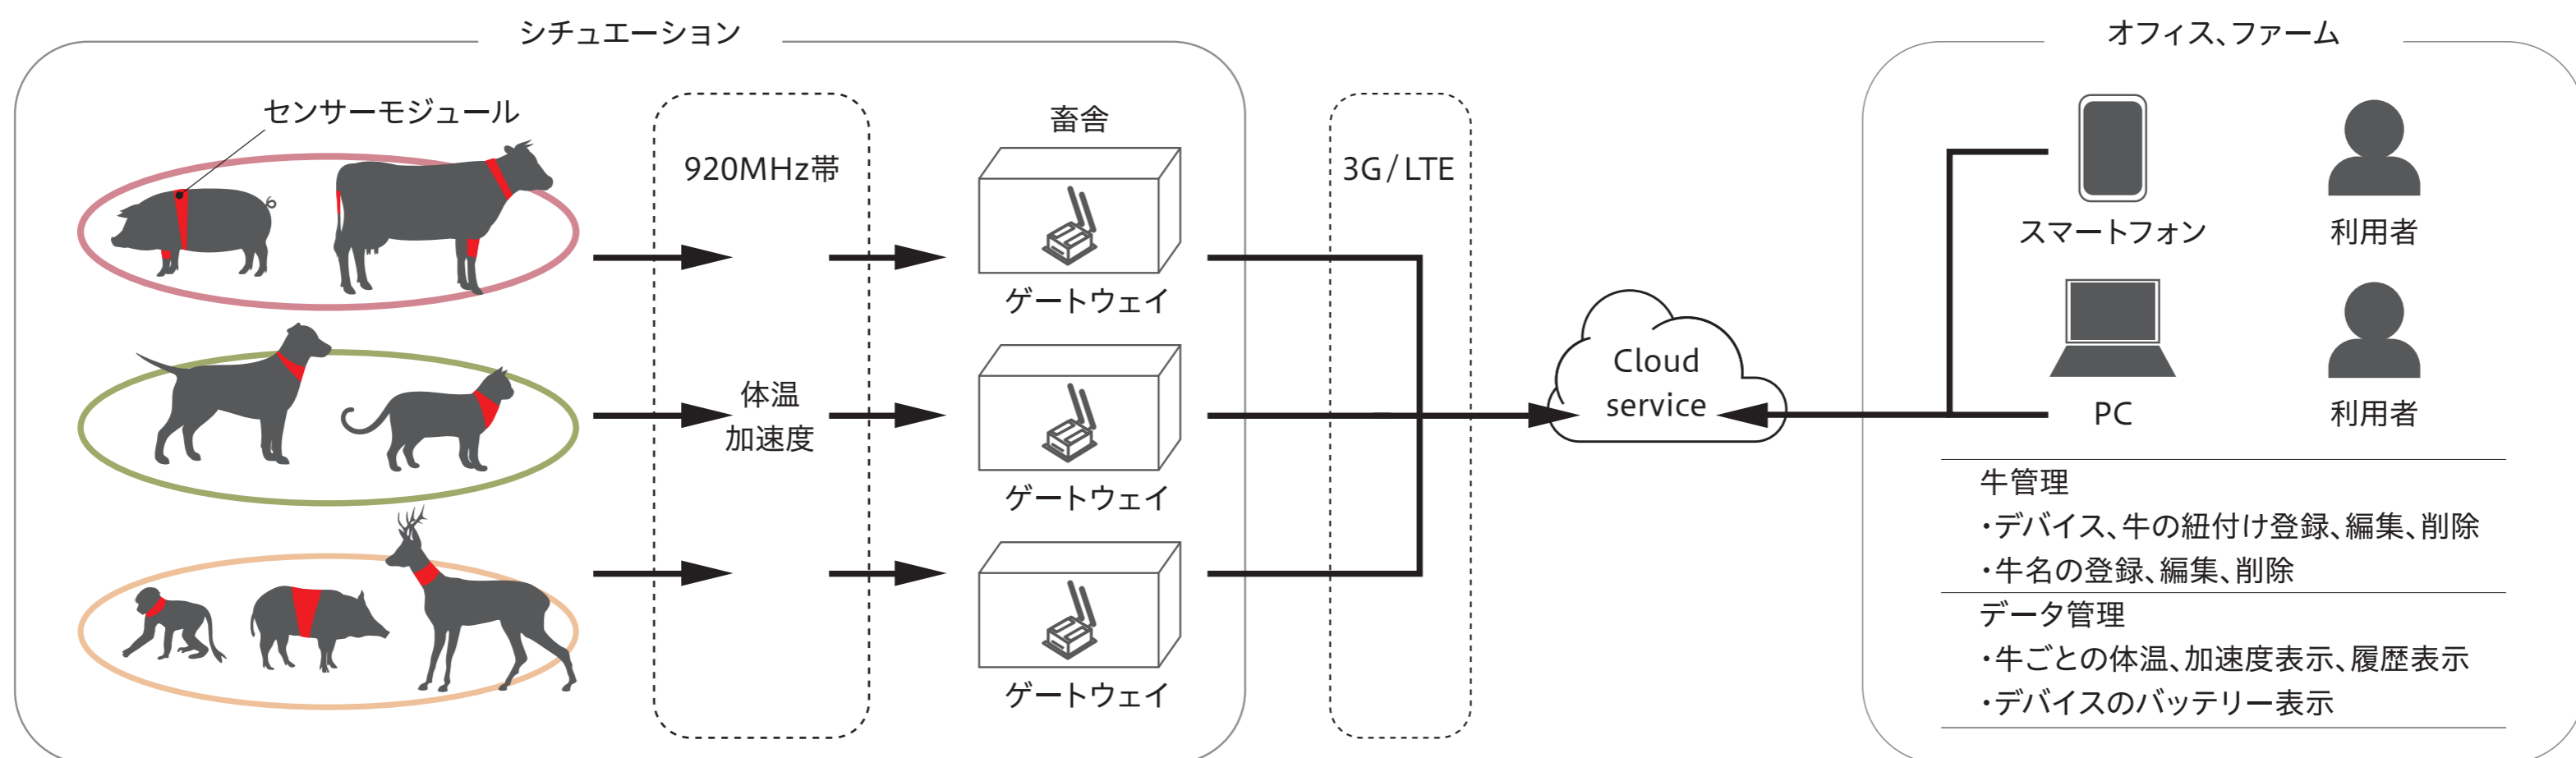 シチュエーション
センサーモジュール
920MHz帯
体温
加速度
畜舎
ゲートウェイ
ゲートウェイ
ゲートウェイ
3G/LTE
Cloud
service
オフィス、ファーム
スマートフォン
利用者
PC
利用者
牛管理
・デバイス、牛の紐付け登録、編集、削除
・牛名の登録、編集、削除
データ管理
・牛ごとの体温、加速度表示、履歴表示
・デバイスのバッテリー表示